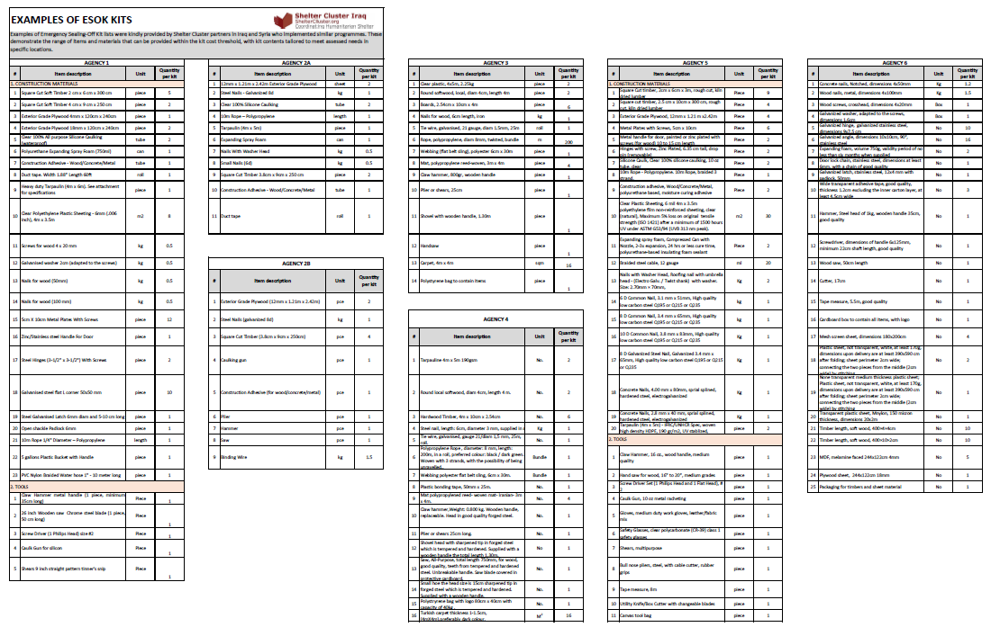 EXAMPLES OF ESOK KITS
Shelter Cluster Iraq
ShelterCluster.org
Coordinating Humanitarian Shelter
Examples of Emergency Sealing-Off Kit lists were kindly provided by Shelter Cluster partners in Iraq and Syria who implemented similar programmes. These
demonstrate the range of items and materials that can be provided within the kit cost threshold, with kit contents tailored to meet assessed needs in
specific locations.
AGENCY 1
# Item description Unit Quantity per kit
1. CONSTRUCTION MATERIALS
1 Square Cut Soft Timber 2 cm x 6 cm x 300 cm piece 5
2 Square Cut Soft Timber 4 cm x 9 cm x 250 cm piece 2
3 Exterior Grade Plywood 4mm x 120cm x 240cm piece 1
4 Exterior Grade Plywood 18mm x 120cm x 240cm piece 2
5 Clear 100% All purpose Silicone Caulking (waterproof) tube 2
6 Polyurethane Expanding Spray Foam (750ml) can 1
7 Construction Adhesive - Wood/Concrete/Metal tube 1
8 Duct tape. Width: 1.88" Length 60ft roll 1
9 Heavy duty Tarpaulin (4m x 6m). See attachment for specifications piece 1
10 Clear Polyethylene Plastic Sheeting - 6mm (.006 inch), 4m x 3.5m m2 8
11 Screws for wood 4 x 20 mm kg 0.5
12 Galvanised washer 2cm (adapted to the screws) kg 0.5
13 Nails for wood (50mm) kg 0.5
14 Nails for wood (100 mm) kg 0.5
15 5cm X 10cm Metal Plates With Screws piece 12
16 Zinc/Stainless steel Handle For Door piece 1
17 Steel Hinges (3-1/2" x 3-1/2") With Screws piece 2
18 Galvanised steel flat L corner 50x50 mm piece 10
19 Steel Galvanised Latch 6mm diam and 5-10 cm long piece 1
20 Open shackle Padlock 6mm piece 1
21 10m Rope 1/4" Diameter – Polypropylene length 1
22 5 gallons Plastic Bucket with Handle piece 1
23 PVC Nylon Braided Water hose 1" - 10 meter long piece 1
2. TOOLS
1 Claw Hammer metal handle (1 piece, minimum 35cm long) Piece 1
2 26 inch Wooden saw Chrome steel blade (1 piece, 50 cm long) Piece 1
3 Screw Driver (1 Philips Head) size #2 Piece 1
4 Caulk Gun for silicon Piece 1
5 Shears 9 inch straight pattern tinner's snip Piece 1
AGENCY 2A
# Item description Unit Quantity per kit
1 12mm x 1.21m x 2.42m Exterior Grade Plywood sheet 2
2 Steel Nails - Galvanized 8d kg 1
3 Clear 100% Silicone Caulking tube 2
4 10m Rope – Polypropylene length 1
5 Tarpaulin (4m x 5m) piece 1
6 Expanding Spray Foam can 1
7 Nails With Washer Head kg 0.5
8 Small Nails (6d) kg 0.5
9 Square Cut Timber 3.8cm x 9cm x 250cm piece 2
10 Construction Adhesive - Wood/Concrete/Metal tube 1
11 Duct tape roll 1
AGENCY 2B
# Item description Unit Quantity per kit
1 Exterior Grade Plywood (12mm x 1.21m x 2.42m) pce 2
2 Steel Nails (galvanized 8d) kg 1
3 Square Cut Timber (3.8cm x 9cm x 250cm) pce 4
4 Caulking gun pce 1
5 Construction Adhesive (for wood/concrete/metal) pce 1
6 Plier pce 1
7 Hammer pce 1
8 Saw pce 1
9 Binding Wire kg 1.5
AGENCY 3
# Item description Unit Quantity per kit
1 Clear plastic, 4x5m, 3.25kg piece 2
2 Round softwood, local, diam 4cm, length 4m piece 2
3 Boards, 2.54cm x 10cm x 4m piece 6
4 Nails for wood, 6cm length, iron kg 1
5 Tie wire, galvanised, 21 gauge, diam 1.5mm, 25m roll 1
6 Rope, polypropylene, diam 8mm, twisted, bundle m 200
7 Webbing (flat belt sling), polyester 6cm x 30m piece 1
8 Mat, polypropylene woven reed, 3m x 4m piece 4
9 Claw hammer, 800gr, wooden handle piece 1
10 Plier or shears, 25cm piece 1
11 Shovel with wooden handle, 1.30m piece 1
12 Handsaw piece 1
13 Carpet, 4m x 4m sqm 16
14 Polystyrene bag to contain items piece 1
AGENCY 4
# Item description Unit Quantity per kit
1 Tarpauline 4m x 5m 190gsm No. 2
2 Round local softwood, diam 4cm, length 4 m. No. 2
3 Hardwood Timber, 4m x 10cm x 2.54cm No. 6
4 Steel nail, length: 6cm, diameter 3 mm, supplied in kg 1
5 Tie wire, galvanised, gauge 21/diam 1,5 mm, 25m, roll. No. 1
6 Polypropylene Rope , diameter: 8 mm, length: 200m, in a roll, preferred colour: black / dark green. Woven with 3 strands, with the possibility of being unravelled. Bundle 1
7 Webbing polyester flat belt sling, 6cm x 30m. Bundle 1
8 Plastic bonding tape, 50mm x 25m. No. 1
9 Mat polypropylened reed- woven mat- Iranian- 3m x 4m. No. 4
10 Claw hammer,Weight: 0.800 kg. Wooden handle, replaceable. Head in good quality forged steel. No. 1
11 Plier or shears 25cm long. No. 1
12 Shovel head with sharpened tip in forged steel which is tempered and hardened. Supplied with a wooden handle the total length 1.30m. No 1
13 Saw, All-Purpose, total length 750mm, for wood, good quality, teeth from tempered and hardened steel. Unbreakable handle. Saw blade covered in protective cardboard. No. 1
14 Small hoe the head size is 15cm sharpened tip in forged steel which is tempered and hardened. Supplied with a wooden handle. No. 1
15 Polystryrene bag with logo 80cm x 40cm with capacity of 40kg. No. 1
16 Turkish carpet thickness 1-1.5cm, (4mX4m),preferably dark colour. M² 16
AGENCY 5
# Item description Unit Quantity per kit
1. CONSTRUCTION MATERIALS
1 Square Cut timber, 2cm x 6cm x 3m, rough cut, kiln dried lumber Piece 9
2 Square cut timber, 2.5 cm x 10cm x 300 cm, rough cut, kiln dried lumber Piece 4
3 Exterior Grade Plywood, 12mm x 1.21 m x2.42m Piece 4
4 Metal Plates with Screws, 5cm x 10cm Piece 6
5 Metal handle for door, painted or zinc plated with screws (for wood) 10 to 15 cm length Piece 2
6 Hinges with Screw, Zinc Plated, 6.35 cm tall, drop pin (removable) Piece 3
7 Silicone Caulk, Clear 100% silicone caulking, 10 oz tube, clear Piece 2
8 10m Rope - Polypropylene. 10m Rope, braided 3 strand. Piece 1
9 Construction adhesive, Wood/Concrete/Metal, polyurethane based, moisture curing adhesive Piece 2
10 Clear Plastic Sheeting, 6 mil 4m x 3.5m polyethylene film non-reinforced sheeting, clear (natural), Maximum 5% loss on original tensile strength (ISO 1421) after a minimum of 1500 hours UV under ASTM G53/94 (UVB 313 nm peak). m2 30
11 Expanding spray foam, Compressed Can with Nozzle, 2-3x expansion, 24 hrs or less cure time, polyurethane-based insulating foam sealant Piece 2
12 Braided steel cable, 12 gauge ml 20
13 Nails with Washer Head, Roofing nail with umbrella head - (Electro Galv. / Twist shank) with washer. Size: 2.70mm × 70mm, Kg 1
14 6 D Common Nail, 3.1 mm x 51mm, High quality low carbon steel Q195 or Q215 or Q235 Kg 1
15 8 D Common Nail, 3.4 mm x 65mm, High quality low carbon steel Q195 or Q215 or Q235 Kg 1
16 10 D Common Nail, 3.8 mm x 83mm, High quality low carbon steel Q195 or Q215 or Q235 Kg 1
17 8 D Galvanized Steel Nail, Galvanized 3.4 mm x 65mm, High quality low carbon steel Q195 or Q215 or Q235 Kg 1
18 Concrete Nails, 4.00 mm x 80mm, sprial splined, hardened steel, electrogalvanized Kg 1
19 Concrete Nails, 2.8 mm x 40 mm, sprial splined, hardened steel, electrogalvanized Kg 1
20 Tarpaulin (4m x 5m) - IFRC/UNHCR Spec, woven high density HDPE, 190 gr/m2, UV stabilized, piece 2
2. TOOLS
1 Claw Hammer, 16 oz., wood handle, medium quality piece 1
2 Hand saw for wood, 16" to 20", medium grades piece 1
3 Screw Driver Set (1 Philips Head and 1 Flat Head), # 2 piece 1
4 Caulk Gun, 10 oz metal racheting piece 1
5 Gloves, medium duty work gloves, leather/fabric mix piece 1
6 Safety Glasses, clear polycarbonate (CR-39) class 1 safety glasses piece 1
7 Shears, multipurpose piece 1
8 Bull nose pliers, steel, with cable cutter, rubber grips piece 1
9 Tape measure, 8m piece 1
10 Utility Knife/Box Cutter with changeable blades piece 1
11 Canvas tool bag piece 1
AGENCY 6
# Item description Unit Quantity per kit
1 Concrete nails, Notched, dimensions 4x50mm Kg 1.2
2 Wood nails, metal, dimensions 4x100mm Kg 1.5
3 Wood screws, crosshead, dimensions 4x20mm Box 1
4 Galvanised washer, adapted to the screws, dimensions 1.6cm Box 1
5 Galvanised hinge, galvanised stainless steel, dimensions 9x7.5 cm No 10
6 Galvanised angle, dimensions 10x10cm, 90°, stainless steel No 16
7 Expanding foam, volume 750g, validity period of no less than six months when supplied No 2
8 Door lock chain, stainless steel, dimensions at least 6mm, with a chain of good quality No 1
9 Galvanised latch, stainless steel, 12x4 mm with padlock, 50mm No 1
10 Wide transparent adhesive tape, good quality, thickness 1.2cm excluding the inner carton layer, at least 4.5cm wide No 3
11 Hammer, Steel head of 1kg, wooden handle 35cm, good quality No 1
12 Screwdriver, dimensions of handle 6x125mm, minimum 22cm shaft length, good quality No 1
13 Wood saw, 50cm length No 1
14 Cutter, 17cm No 1
15 Tape measure, 5.5m, good quality No 1
16 Cardboard box to contain all items, with logo No 1
17 Mesh screen sheet, dimensions 180x200cm No 4
18 Plastic sheet, not transparent, white, at least 170g, dimensions upon delivery are at least 390x590 cm after folding; sheet perimeter 2cm wide; connecting the two pieces from the middle (2cm wide) by stitching No 2
19 None transparent medium thickness plastic sheet; Plastic sheet, not transparent, white, at least 170g, dimensions upon delivery are at least 390x590 cm after folding; sheet perimeter 2cm wide; connecting the two pieces from the middle (2cm wide) by stitching No 1
20 Transparent plastic sheet, Mnylon, 150 micron thickness, dimensions 20x2m No 1
21 Timber length, soft wood, 400×4×4cm No 10
22 Timber length, soft wood, 400×10×2cm No 10
23 MDF, melamine faced 244x122cm 4mm No 5
24 Plywood sheet, 244x122cm 18mm No 1
25 Packaging for timbers and sheet material No 1